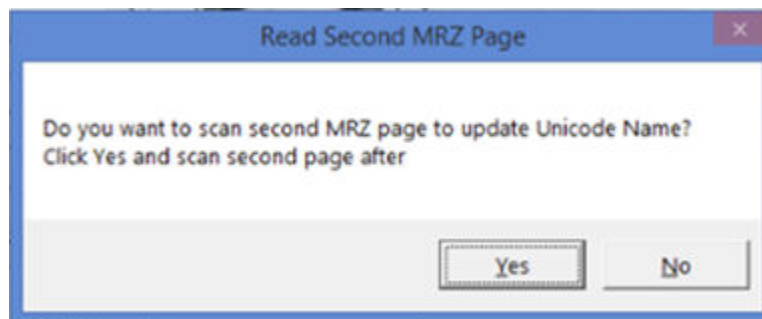 Read Second MRZ Page
Do you want to scan second MRZ page to update Unicode Name?
Click Yes and scan second page after
Yes
No